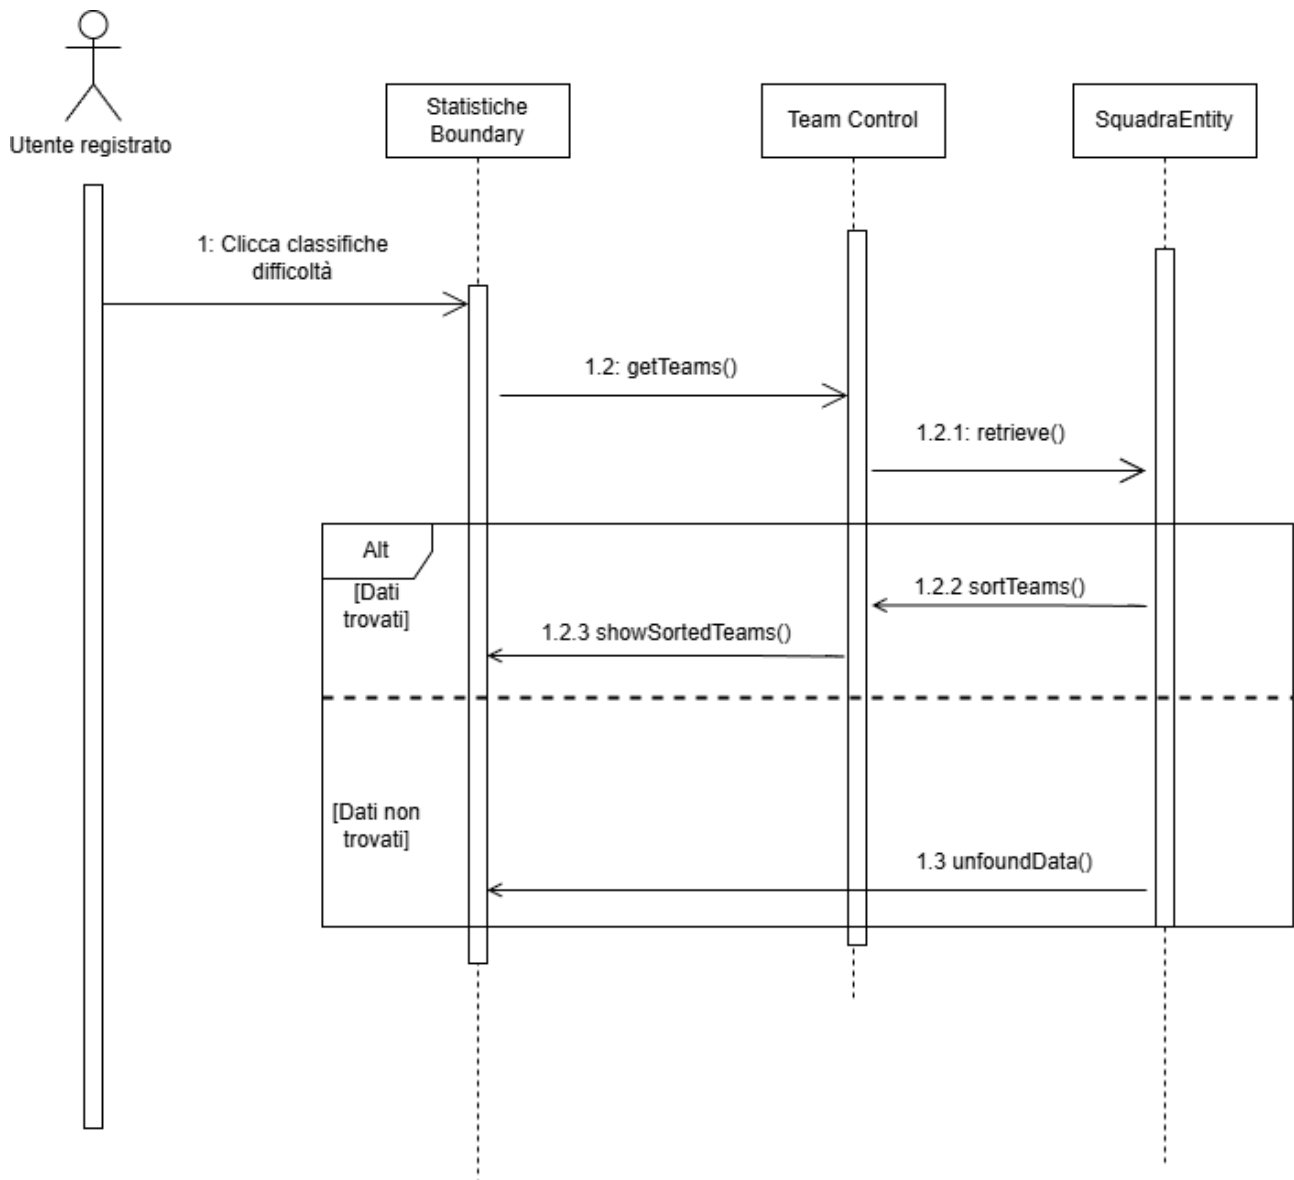 Utente registrato
Statistiche
Boundary
Team Control
SquadraEntity
1: Clicca classifiche
difficoltà
1.2: getTeams()
1.2.1: retrieve()
Alt
[Dati
trovati]
1.2.2 sortTeams()
1.2.3 showSortedTeams()
[Dati non
trovati]
1.3 unfoundData()